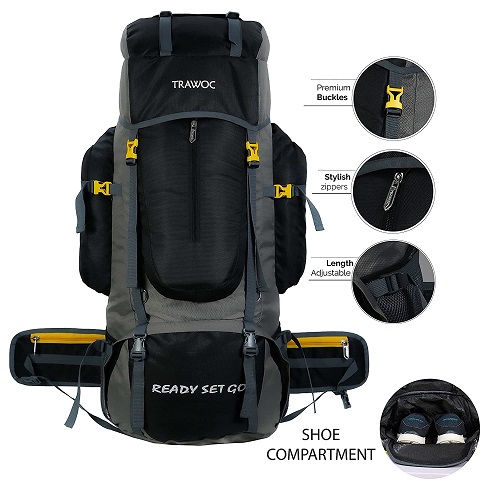 TRAWOC
Premium
Buckles
Stylish
zippers
Length
Adjustable
READY SET GO
SHOE
COMPARTMENT